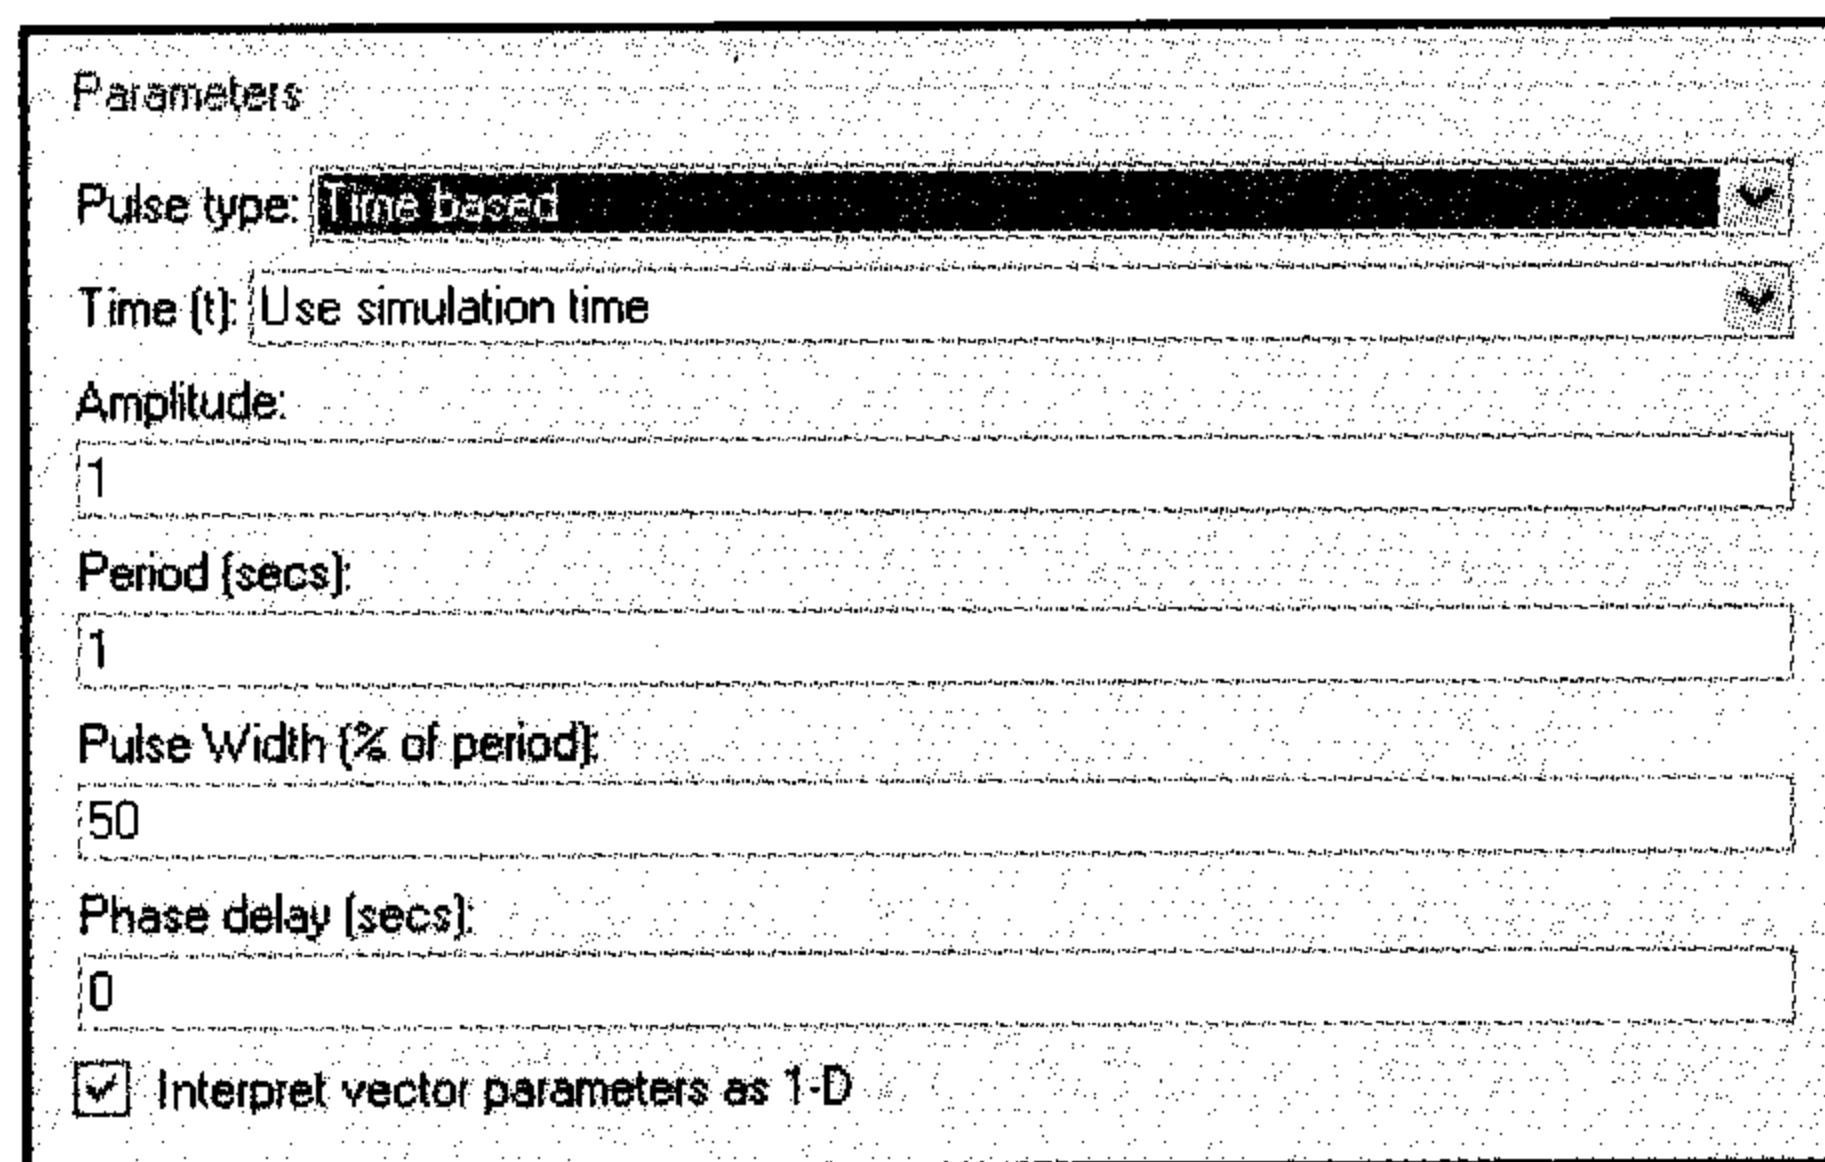 Parameters
Pulse type: Time based
Time (t): Use simulation time
Amplitude:
1
Period (secs):
1
Pulse Width (% of period):
50
Phase delay (secs):
0
Interpret vector parameters as 1-D